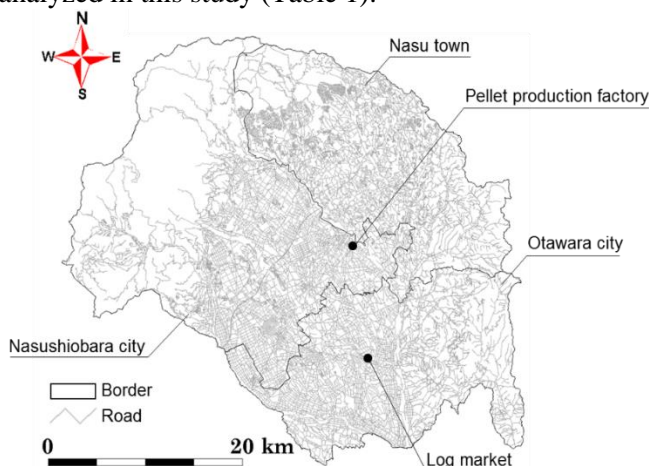 analyzed in this study (Table 1).
N
W E
S
Nasu town
Pellet production factory
Otawara city
Nasushiobara city
Border
Road
0 20 km
Log market